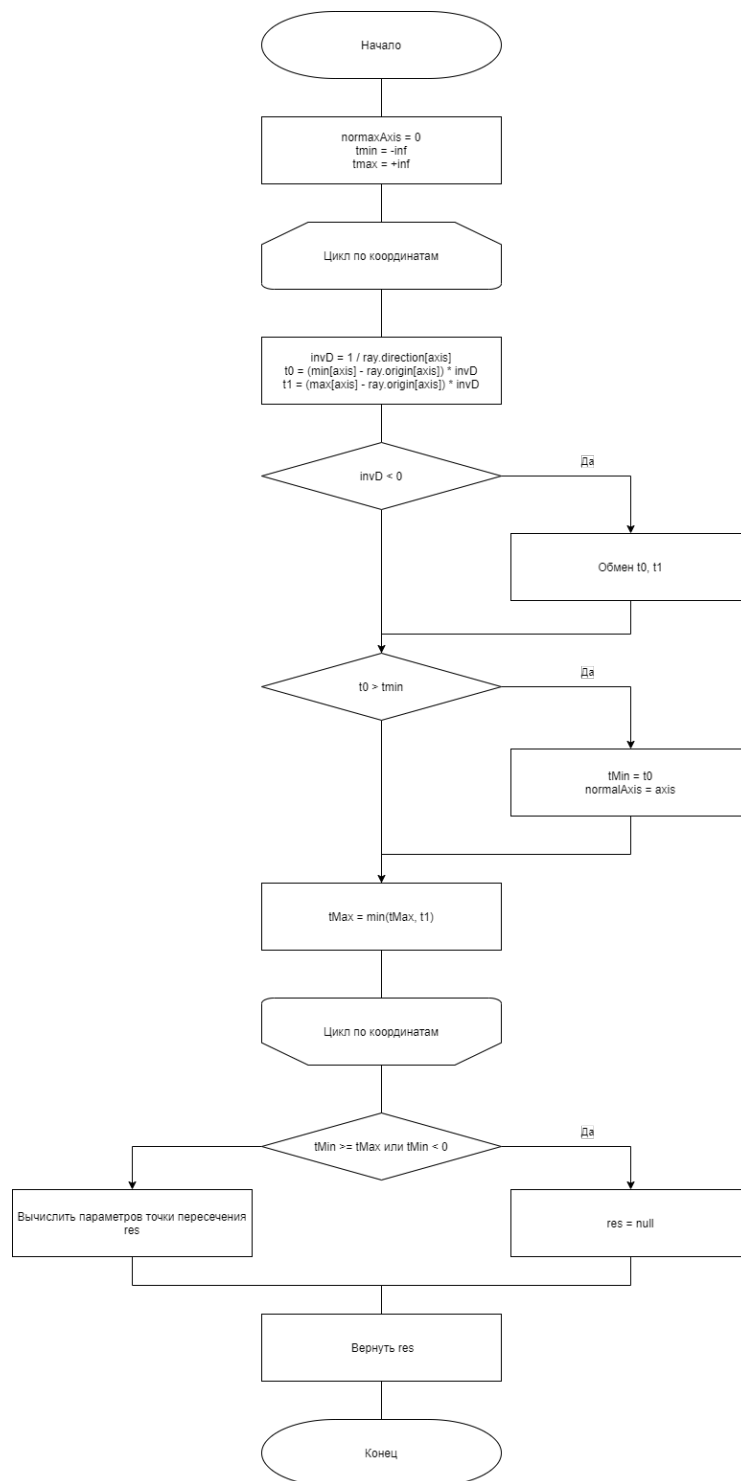 Начало
normaxAxis = 0
tmin = -inf
tmax = +inf
Цикл по координатам
invD = 1 / ray.direction[axis]
t0 = (min[axis] - ray.origin[axis]) * invD
t1 = (max[axis] - ray.origin[axis]) * invD
invD < 0
Да
Обмен t0, t1
t0 > tmin
Да
tMin = t0
normalAxis = axis
tMax = min(tMax, t1)
Цикл по координатам
tMin >= tMax или tMin < 0
Да
Вычислить параметров точки пересечения
res
res = null
Вернуть res
Конец